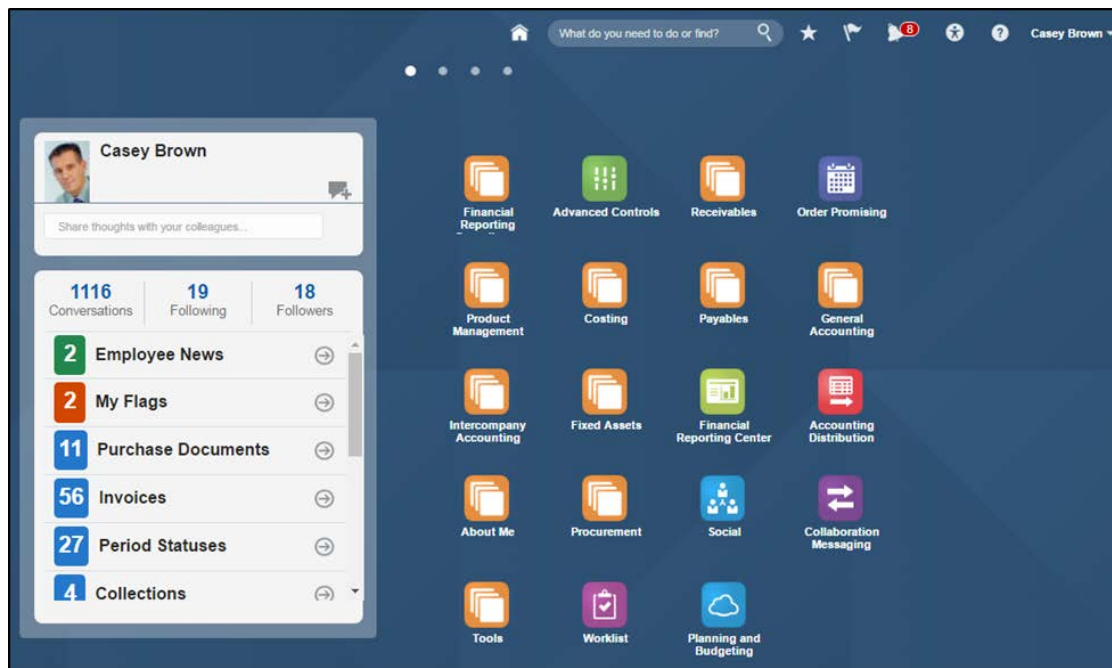 What do you need to do or find?
8
?
Casey Brown
Casey Brown
Share thoughts with your colleagues...
1116
Conversations
19
Following
18
Followers
2 Employee News
2 My Flags
11 Purchase Documents
56 Invoices
27 Period Statuses
4 Collections
Financial
Reporting
Advanced Controls
Receivables
Order Promising
Product
Management
Costing
Payables
General
Accounting
Intercompany
Accounting
Fixed Assets
Financial
Reporting Center
Accounting
Distribution
About Me
Procurement
Social
Collaboration
Messaging
Tools
Worklist
Planning and
Budgeting